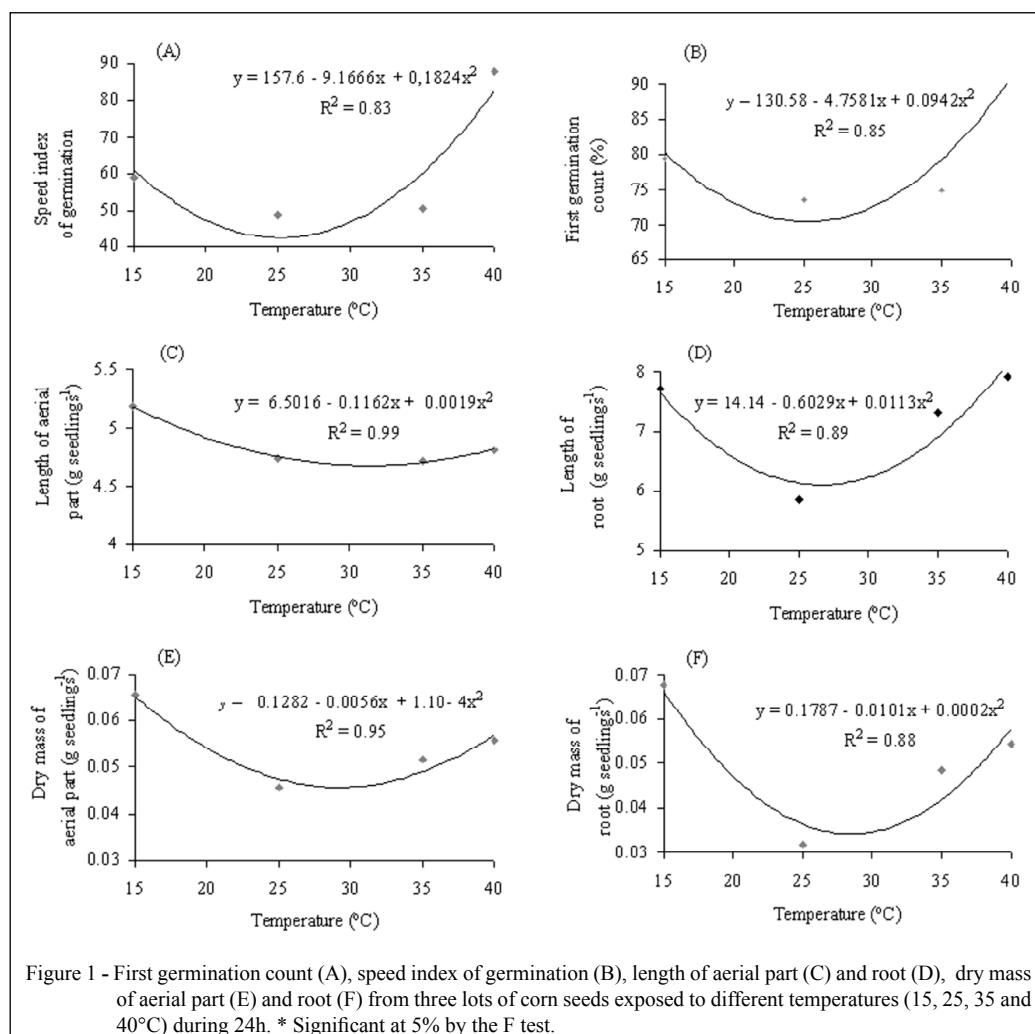 (A)
y = 157.6 - 9.1666x + 0,1824x²
R² = 0.83
Speed index
of germination
90
80
70
60
50
40
15 20 25 30 35 40
Temperature (ºC)
(B)
y – 130.58 - 4.7581x + 0.0942x²
R² = 0.85
First germination
count (%)
90
85
80
75
70
65
15 20 25 30 35 40
Temperature (ºC)
(C)
y = 6.5016 - 0.1162x + 0.0019x²
R² = 0.99
Length of aerial
part (g seedlings⁻¹)
5.5
5
4.5
4
15 20 25 30 35 40
Temperature (ºC)
(D)
y = 14.14 - 0.6029x + 0.0113x²
R² = 0.89
Length of
root (g seedlings⁻¹)
8
7
6
5
15 20 25 30 35 40
Temperature (ºC)
(E)
y – 0.1282 - 0.0056x + 1.10- 4x²
R² = 0.95
Dry mass of
aerial part (g seedlings⁻¹)
0.07
0.06
0.05
0.04
0.03
15 20 25 30 35 40
Temperature (ºC)
(F)
y = 0.1787 - 0.0101x + 0.0002x²
R² = 0.88
Dry mass of
root (g seedlings⁻¹)
0.07
0.06
0.05
0.04
0.03
15 20 25 30 35 40
Temperature (ºC)
Figure 1 - First germination count (A), speed index of germination (B), length of aerial part (C) and root (D), dry mass
of aerial part (E) and root (F) from three lots of corn seeds exposed to different temperatures (15, 25, 35 and
40°C) during 24h. * Significant at 5% by the F test.